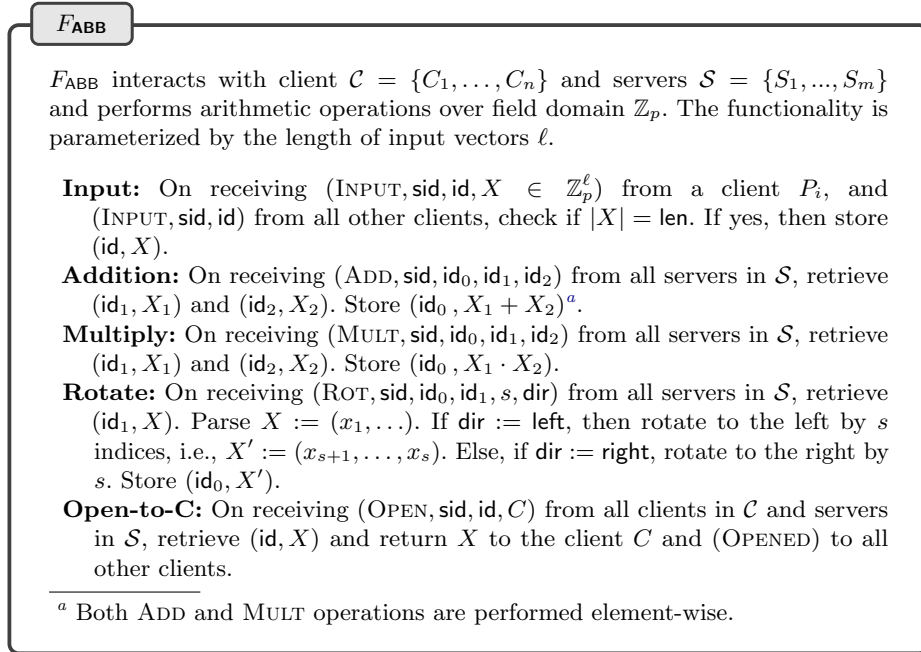 F_ABB
F_ABB interacts with client 𝒞 = {C₁, . . . , Cₙ} and servers 𝒮 = {S₁, ..., Sₘ}
and performs arithmetic operations over field domain ℤₚ. The functionality is
parameterized by the length of input vectors ℓ.
Input: On receiving (INPUT, sid, id, X ∈ ℤₚ^ℓ) from a client Pᵢ, and
(INPUT, sid, id) from all other clients, check if |X| = len. If yes, then store
(id, X).
Addition: On receiving (ADD, sid, id₀, id₁, id₂) from all servers in 𝒮, retrieve
(id₁, X₁) and (id₂, X₂). Store (id₀ , X₁ + X₂)ᵃ.
Multiply: On receiving (MULT, sid, id₀, id₁, id₂) from all servers in 𝒮, retrieve
(id₁, X₁) and (id₂, X₂). Store (id₀ , X₁ · X₂).
Rotate: On receiving (ROT, sid, id₀, id₁, s, dir) from all servers in 𝒮, retrieve
(id₁, X). Parse X := (x₁, . . .). If dir := left, then rotate to the left by s
indices, i.e., X′ := (xₛ₊₁, . . . , xₛ). Else, if dir := right, rotate to the right by
s. Store (id₀, X′).
Open-to-C: On receiving (OPEN, sid, id, C) from all clients in 𝒞 and servers
in 𝒮, retrieve (id, X) and return X to the client C and (OPENED) to all
other clients.
ᵃ Both ADD and MULT operations are performed element-wise.